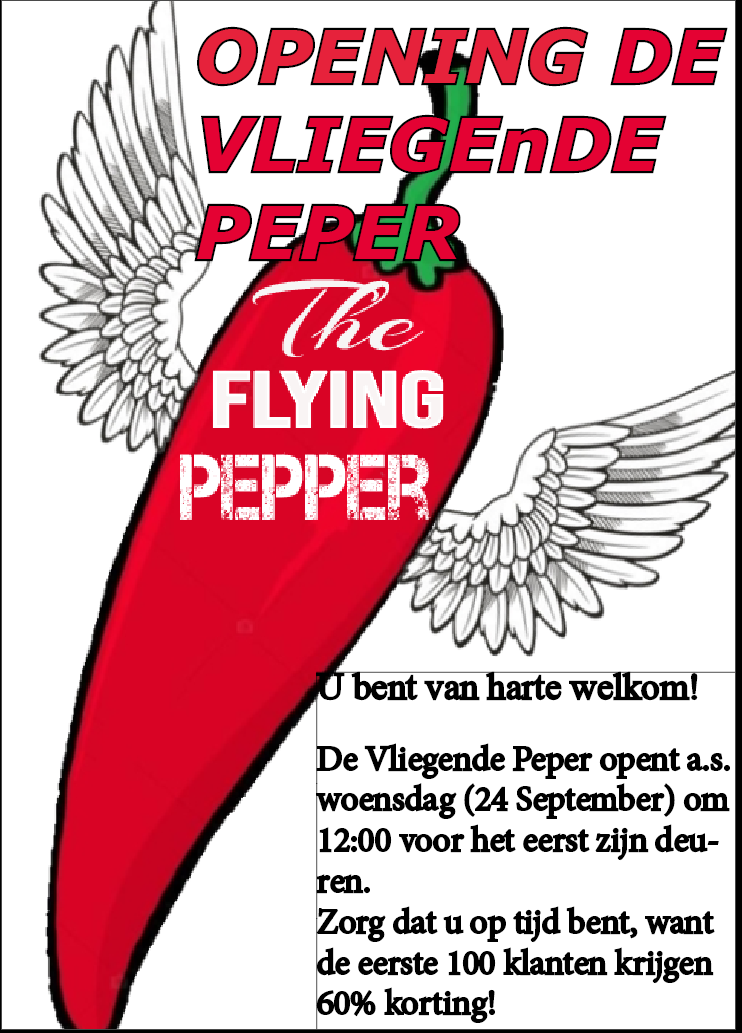 OPENING DE
VLIEGEnDE
PEPER
The
FLYING
PEPPER
U bent van harte welkom!
De Vliegende Peper opent a.s.
woensdag (24 September) om
12:00 voor het eerst zijn deu-
ren.
Zorg dat u op tijd bent, want
de eerste 100 klanten krijgen
60% korting!